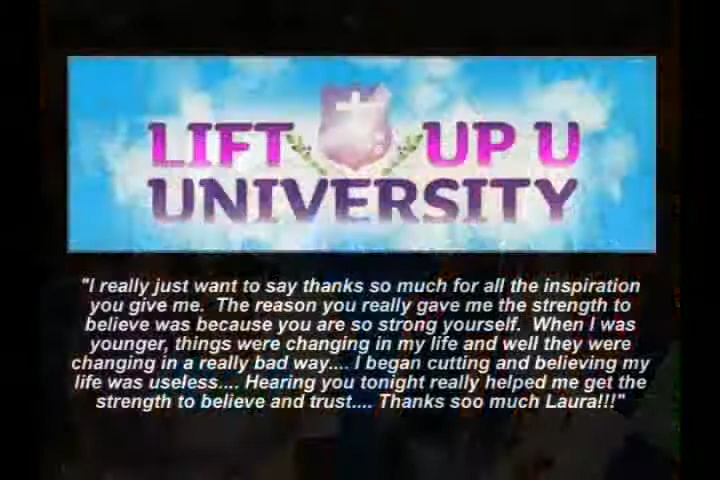 LIFT UP U
UNIVERSITY
"I really just want to say thanks so much for all the inspiration
you give me. The reason you really gave me the strength to
believe was because you are so strong yourself. When I was
younger, things were changing in my life and well they were
changing in a really bad way.... I began cutting and believing my
life was useless.... Hearing you tonight really helped me get the
strength to believe and trust.... Thanks soo much Laura!!!"